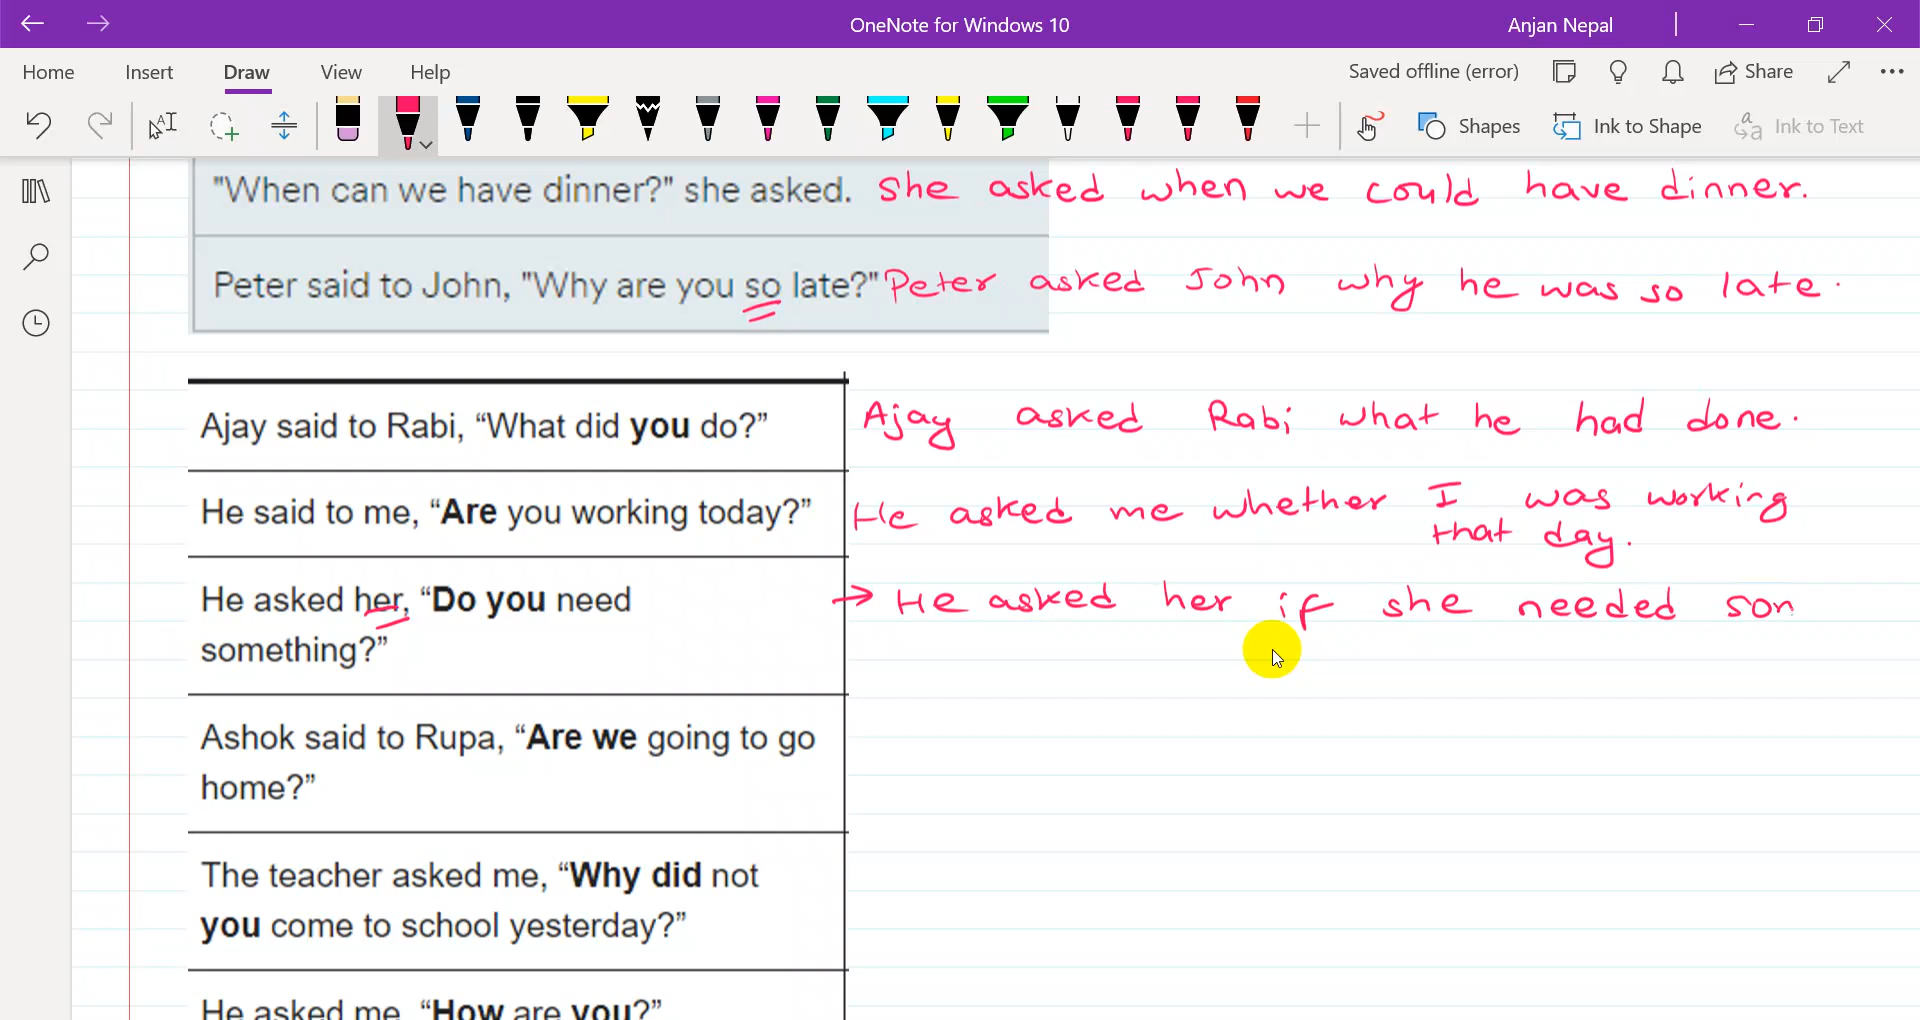 OneNote for Windows 10
Anjan Nepal
Home Insert Draw View Help
Saved offline (error) Share
Shapes Ink to Shape Ink to Text
"When can we have dinner?" she asked. She asked when we could have dinner.
Peter said to John, "Why are you so late?" Peter asked John why he was so late.
Ajay said to Rabi, “What did you do?” Ajay asked Rabi what he had done.
He said to me, “Are you working today?” He asked me whether I was working
that day.
He asked her, “Do you need → He asked her if she needed som
something?”
Ashok said to Rupa, “Are we going to go
home?”
The teacher asked me, “Why did not
you come to school yesterday?”
He asked me, “How are you?”